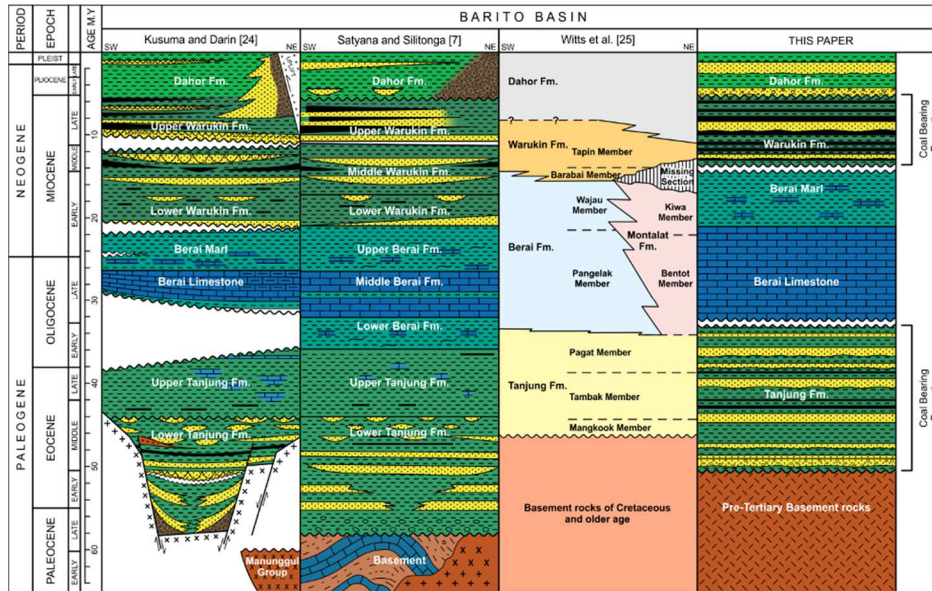 BARITO BASIN
PERIOD
EPOCH
AGE M.Y
Kusuma and Darin [24]
SW
NE
Satyana and Silitonga [7]
SW
NE
Witts et al. [25]
SW
NE
THIS PAPER
NEOGENE
PALEOGENE
PLEIST
PLIOCENE
MIOCENE
OLIGOCENE
EOCENE
PALEOCENE
LATE
EARLY
LATE
MIDDLE
EARLY
LATE
EARLY
LATE
MIDDLE
EARLY
LATE
EARLY
10
20
30
40
50
60
Dahor Fm.
UPLIFT
Upper Warukin Fm.
Lower Warukin Fm.
Berai Marl
Berai Limestone
Upper Tanjung Fm.
Lower Tanjung Fm.
Manunggul
Group
Dahor Fm.
Upper Warukin Fm.
Middle Warukin Fm.
Lower Warukin Fm.
Upper Berai Fm.
Middle Berai Fm.
Lower Berai Fm.
Upper Tanjung Fm.
Lower Tanjung Fm.
Basement
Dahor Fm.
? ?
Warukin Fm.
Tapin Member
Barabai Member
Missing
Section
Wajau
Member
Kiwa
Member
Berai Fm.
Montalat
Fm.
Pangelak
Member
Bentot
Member
Pagat Member
Tanjung Fm.
Tambak Member
Mangkook Member
Basement rocks of Cretaceous
and older age
Dahor Fm.
Warukin Fm.
Berai Marl
Berai Limestone
Tanjung Fm.
Pre-Tertiary Basement rocks
Coal Bearing
Coal Bearing